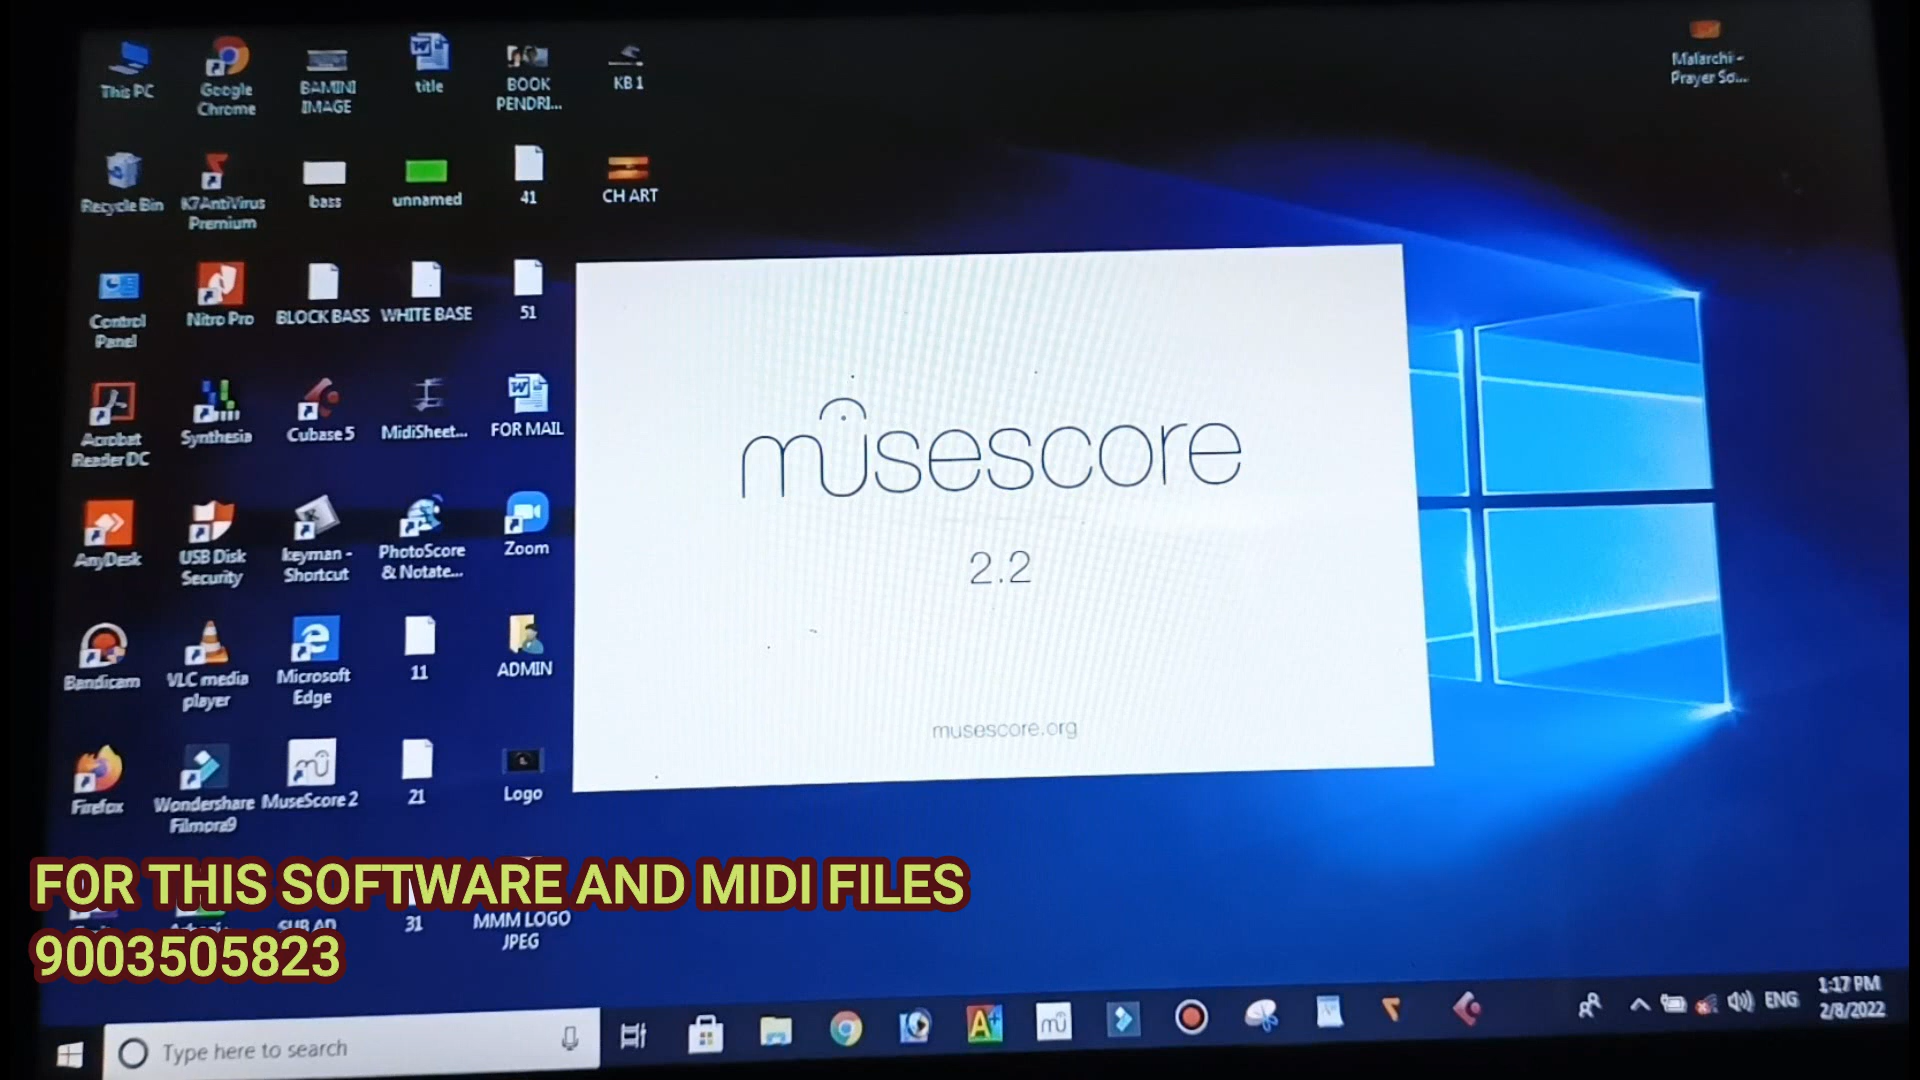 This PC
Google
Chrome
BAMINI
IMAGE
title
BOOK
PENDRI...
KB 1
Malarchi -
Prayer So...
Recycle Bin
K7AntiVirus
Premium
bass
unnamed
41
CH ART
Control
Panel
Nitro Pro
BLOCK BASS
WHITE BASE
51
Acrobat
Reader DC
Synthesia
Cubase 5
MidiSheet...
FOR MAIL
musescore
2.2
musescore.org
AnyDesk
USB Disk
Security
keyman -
Shortcut
PhotoScore
& Notate...
Zoom
Bandicam
VLC media
player
Microsoft
Edge
11
ADMIN
Firefox
Wondershare
Filmora9
MuseScore 2
21
Logo
FOR THIS SOFTWARE AND MIDI FILES
31
MMM LOGO
JPEG
9003505823
Type here to search
ENG
1:17 PM
2/8/2022